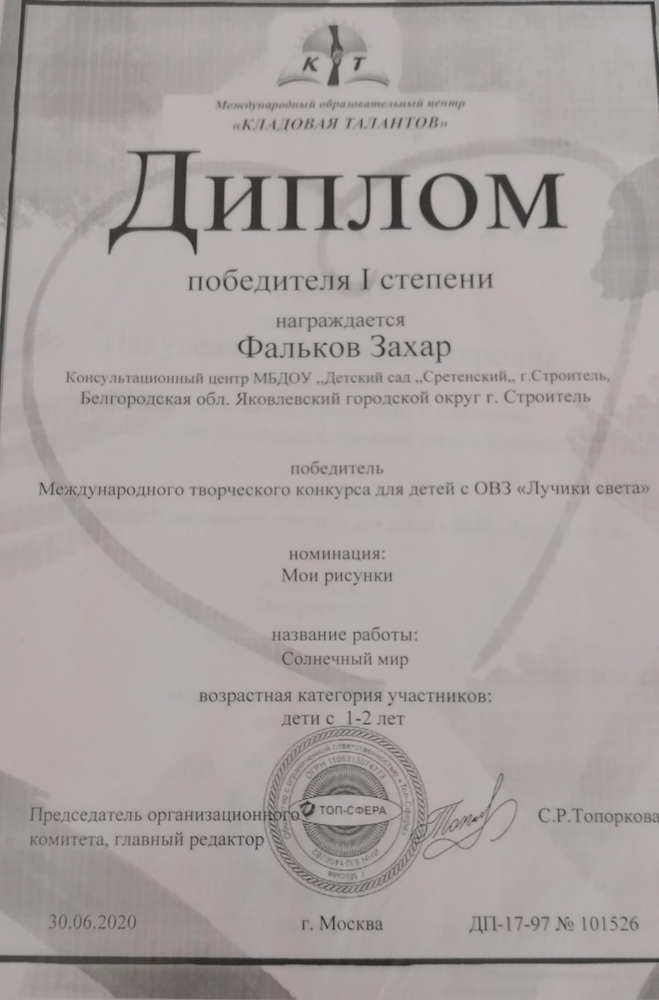 К Т
Международный образовательный центр
«КЛАДОВАЯ ТАЛАНТОВ»
Диплом
победителя I степени
награждается
Фальков Захар
Консультационный центр МБДОУ ,,Детский сад ,,Сретенский,, г.Строитель,
Белгородская обл. Яковлевский городской округ г. Строитель
победитель
Международного творческого конкурса для детей с ОВЗ «Лучики света»
номинация:
Мои рисунки
название работы:
Солнечный мир
возрастная категория участников:
дети с 1-2 лет
Общество с ограниченной ответственностью «Топ-Сфера»
ОГРН 1166313074773
ТОП-СФЕРА
ИНН 6321406282
г. Москва
Председатель организационного
комитета, главный редактор
С.Р.Топоркова
30.06.2020
г. Москва
ДП-17-97 № 101526